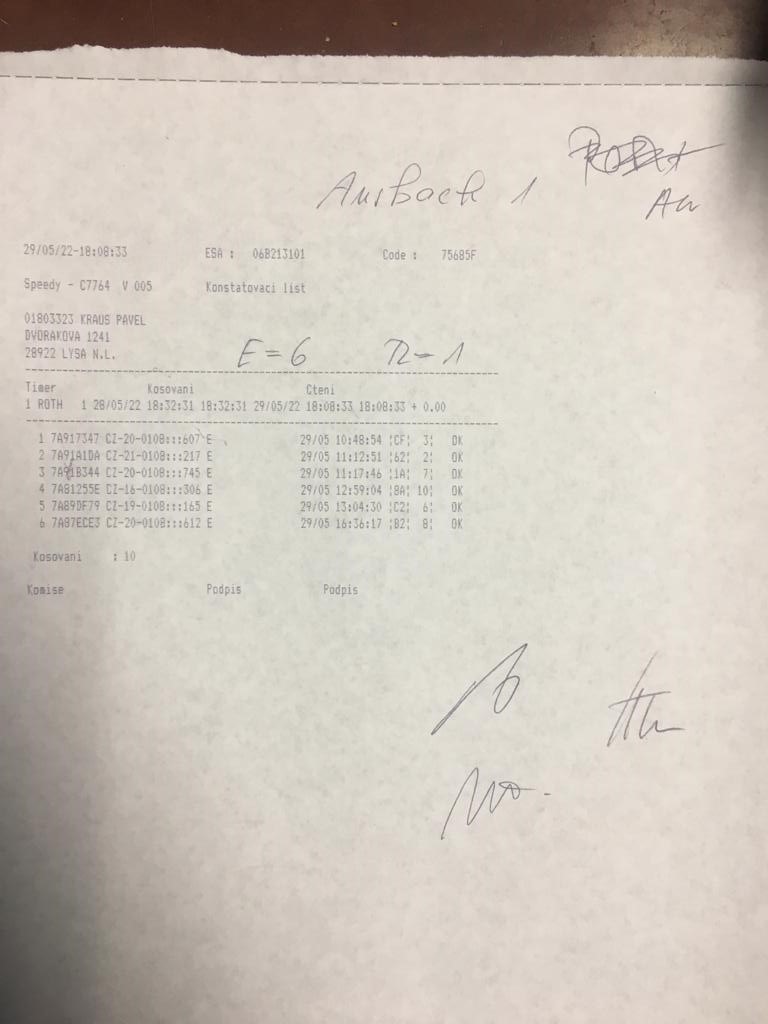 Ansbach 1
29/05/22-18:08:33 ESA : 06B213101 Code : 75685F
Speedy - C7764 V 005 Konstatovaci list
01803323 KRAUS PAVEL
DVORAKOVA 1241
28922 LYSA N.L.
E=6
Timer Kosovani Cteni
1 ROTH 1 28/05/22 18:32:31 18:32:31 29/05/22 18:08:33 18:08:33 + 0.00
1 7A917347 CZ-20-0108:::607 E 29/05 10:48:54 ¦CF¦ 3¦ OK
2 7A91A1DA CZ-21-0108:::217 E 29/05 11:12:51 ¦62¦ 2¦ OK
3 7A91B344 CZ-20-0108:::745 E 29/05 11:17:46 ¦1A¦ 7¦ OK
4 7A81255E CZ-16-0108:::306 E 29/05 12:59:04 ¦8A¦ 10¦ OK
5 7A89DF79 CZ-19-0108:::165 E 29/05 13:04:30 ¦C2¦ 6¦ OK
6 7A87ECE3 CZ-20-0108:::612 E 29/05 16:36:17 ¦B2¦ 8¦ OK
Kosovani : 10
Komise Podpis Podpis